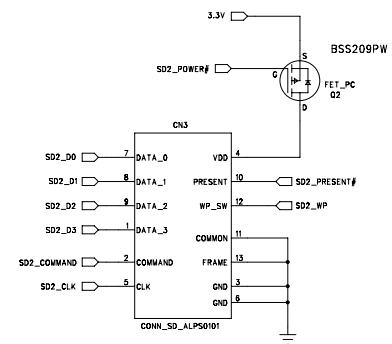 3.3V
BSS209PW
S
SD2_POWER#
G
FET_PC
Q2
D
CN3
SD2_D0 7 DATA_0 VDD 4
SD2_D1 8 DATA_1 PRESENT 10 SD2_PRESENT#
SD2_D2 9 DATA_2 WP_SW 12 SD2_WP
SD2_D3 1 DATA_3
COMMON 11
SD2_COMMAND 2 COMMAND FRAME 13
SD2_CLK 5 CLK GND 3
GND 6
CONN_SD_ALPS0101